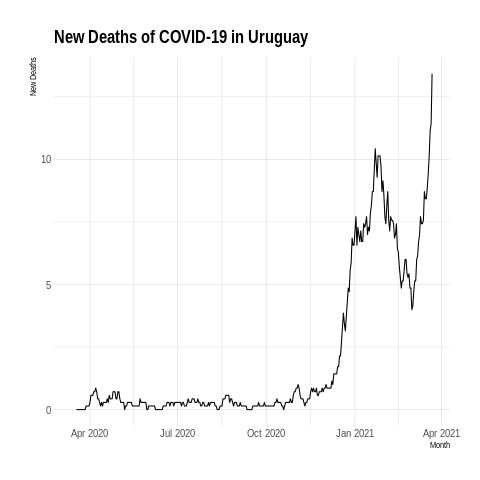 New Deaths of COVID-19 in Uruguay
New Deaths
10
5
0
Apr 2020 Jul 2020 Oct 2020 Jan 2021 Apr 2021
Month